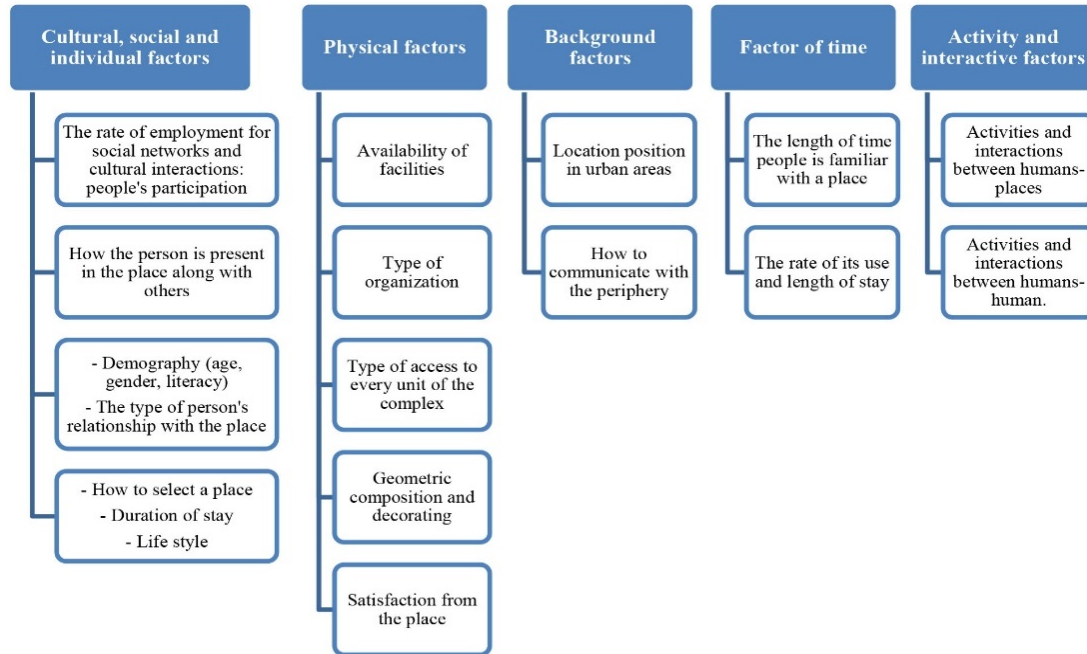 Cultural, social and
individual factors
The rate of employment for
social networks and
cultural interactions:
people's participation
How the person is present
in the place along with
others
- Demography (age,
gender, literacy)
- The type of person's
relationship with the place
- How to select a place
- Duration of stay
- Life style
Physical factors
Availability of
facilities
Type of
organization
Type of access to
every unit of the
complex
Geometric
composition and
decorating
Satisfaction from
the place
Background
factors
Location position
in urban areas
How to
communicate with
the periphery
Factor of time
The length of time
people is familiar
with a place
The rate of its use
and length of stay
Activity and
interactive factors
Activities and
interactions
between humans-
places
Activities and
interactions
between humans-
human.